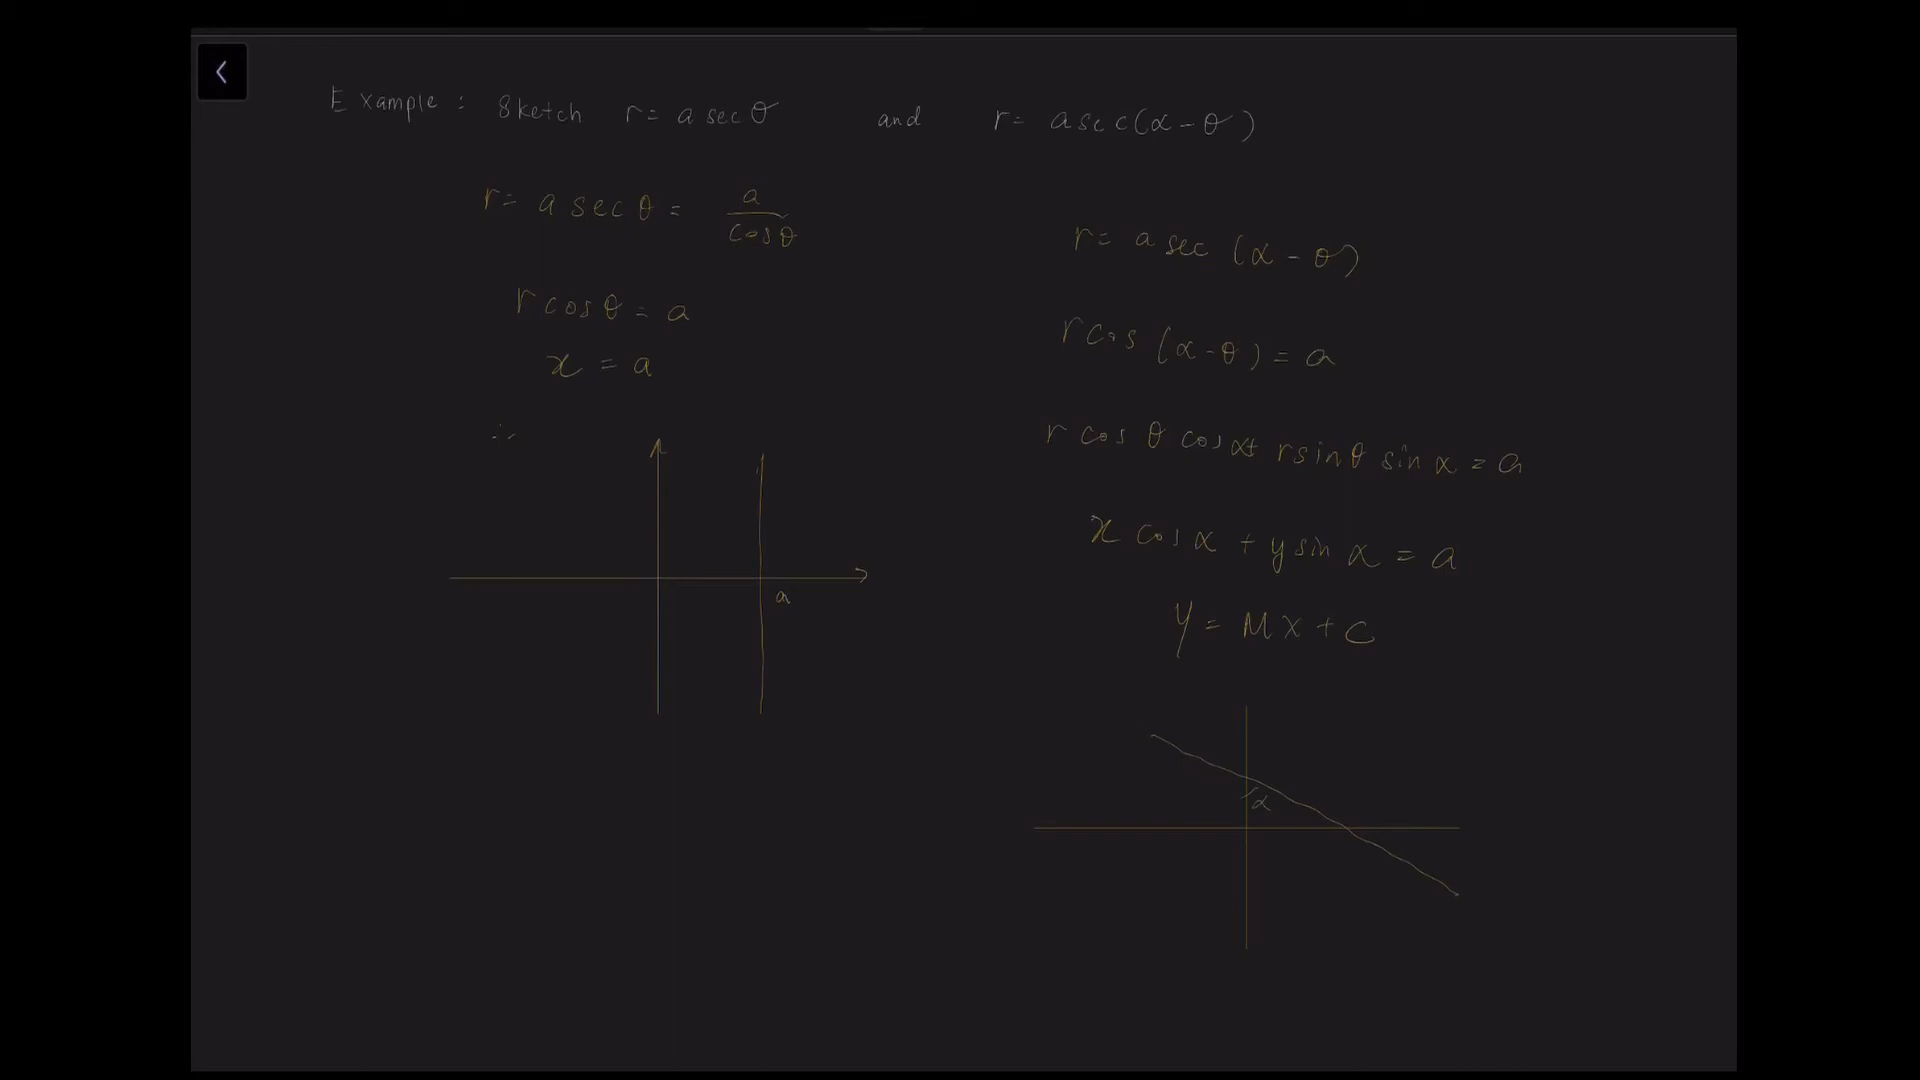 Example : Sketch r = a sec θ and r = a sec(α - θ)
r = a sec θ = a / cos θ
r cos θ = a
x = a
∴
a
r = a sec (α - θ)
r cos (α - θ) = a
r cos θ cos α + r sin θ sin α = a
x cos α + y sin α = a
y = Mx + C
α